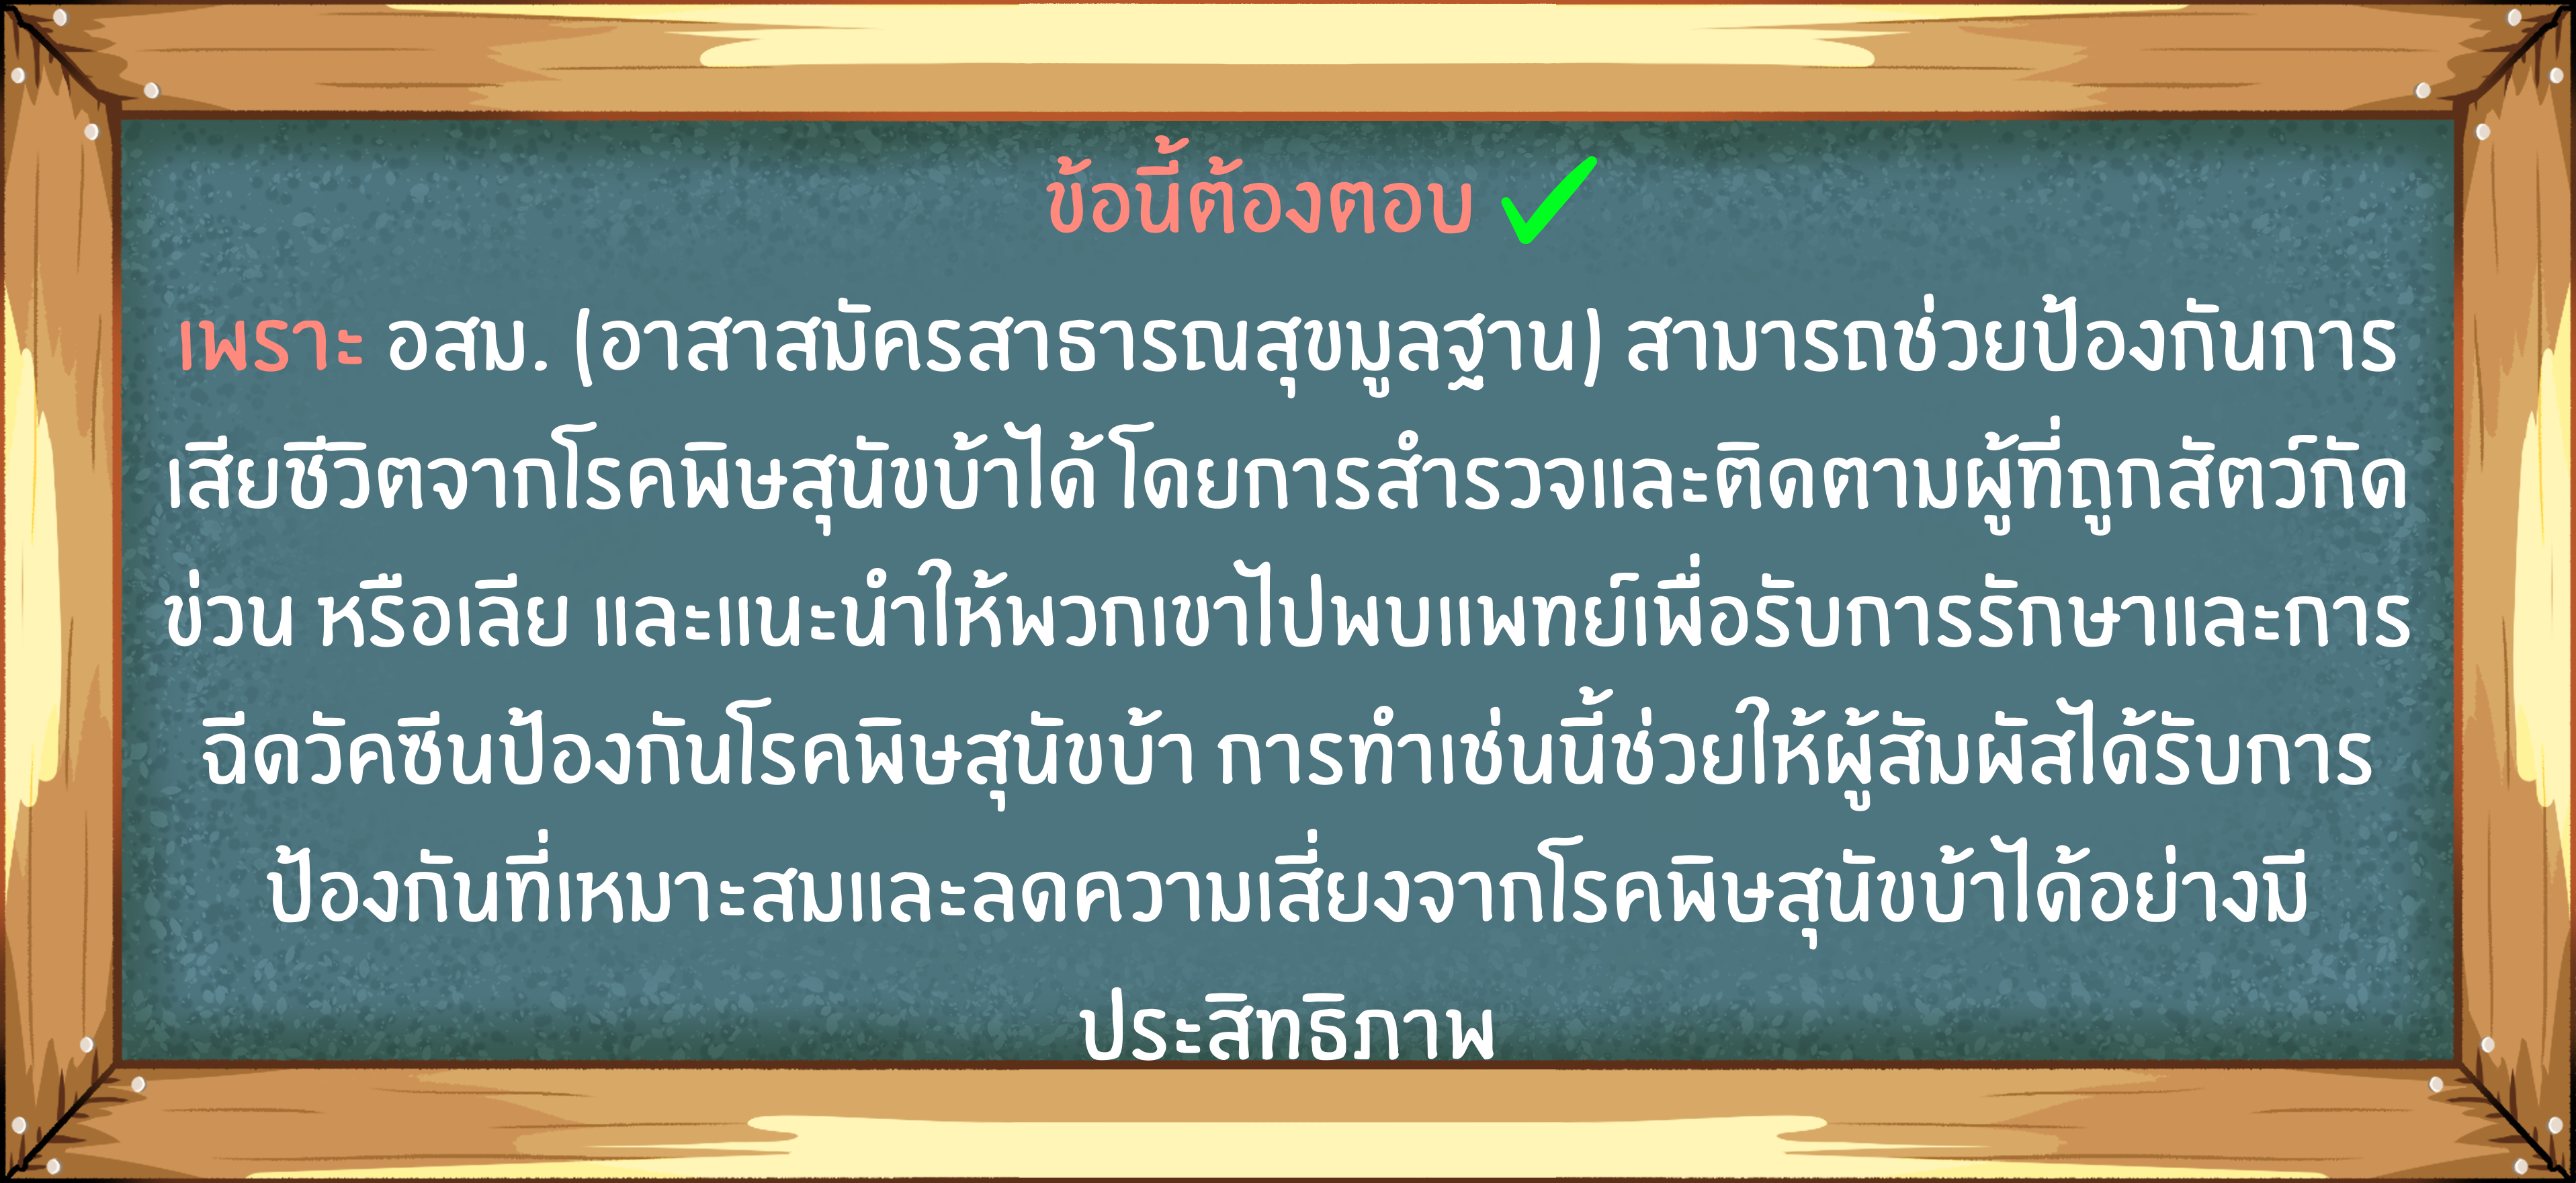 ข้อนี้ต้องตอบ ✓
เพราะ อสม. (อาสาสมัครสาธารณสุขมูลฐาน) สามารถช่วยป้องกันการ
เสียชีวิตจากโรคพิษสุนัขบ้าได้ โดยการสำรวจและติดตามผู้ที่ถูกสัตว์กัด
ข่วน หรือเลีย และแนะนำให้พวกเขาไปพบแพทย์เพื่อรับการรักษาและการ
ฉีดวัคซีนป้องกันโรคพิษสุนัขบ้า การทำเช่นนี้ช่วยให้ผู้สัมผัสได้รับการ
ป้องกันที่เหมาะสมและลดความเสี่ยงจากโรคพิษสุนัขบ้าได้อย่างมี
ประสิทธิภาพ